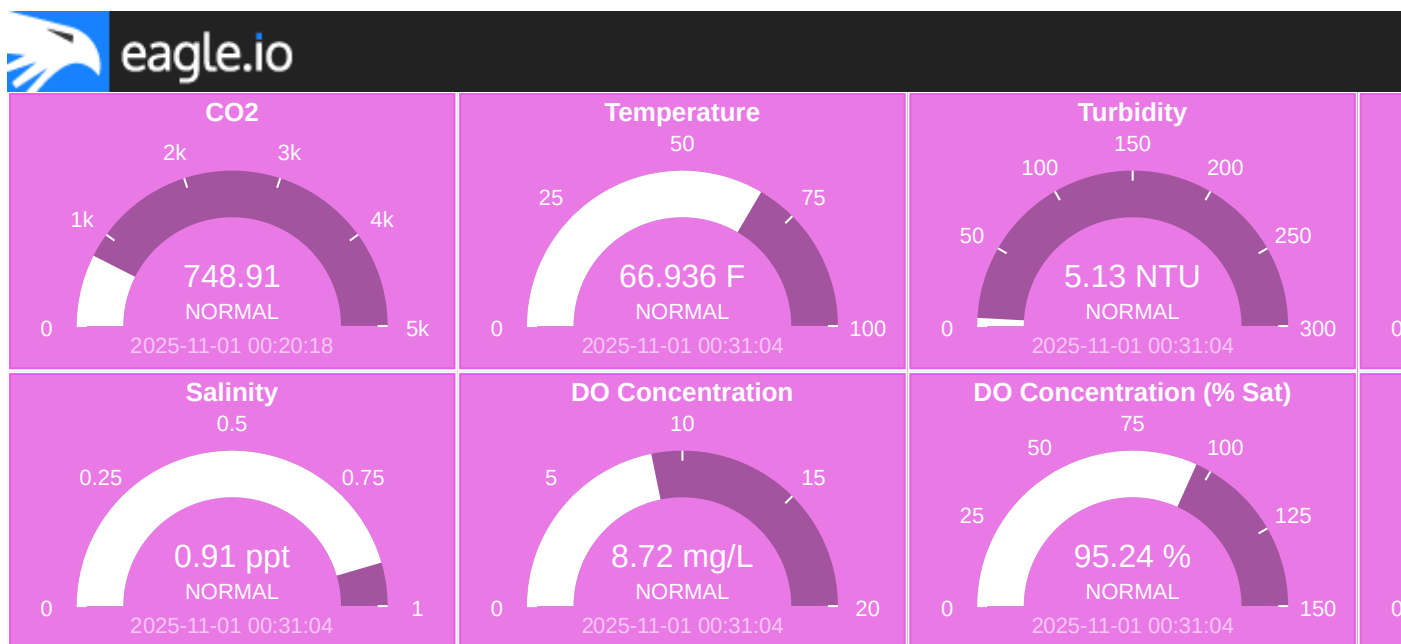 eagle.io
CO2
2k
3k
1k
4k
748.91
NORMAL
0
5k
2025-11-01 00:20:18
Temperature
50
25
75
66.936 F
NORMAL
0
100
2025-11-01 00:31:04
Turbidity
150
100
200
50
250
5.13 NTU
NORMAL
0
300
2025-11-01 00:31:04
0
Salinity
0.5
0.25
0.75
0.91 ppt
NORMAL
0
1
2025-11-01 00:31:04
DO Concentration
10
5
15
8.72 mg/L
NORMAL
0
20
2025-11-01 00:31:04
DO Concentration (% Sat)
75
50
100
25
125
95.24 %
NORMAL
0
150
2025-11-01 00:31:04
0